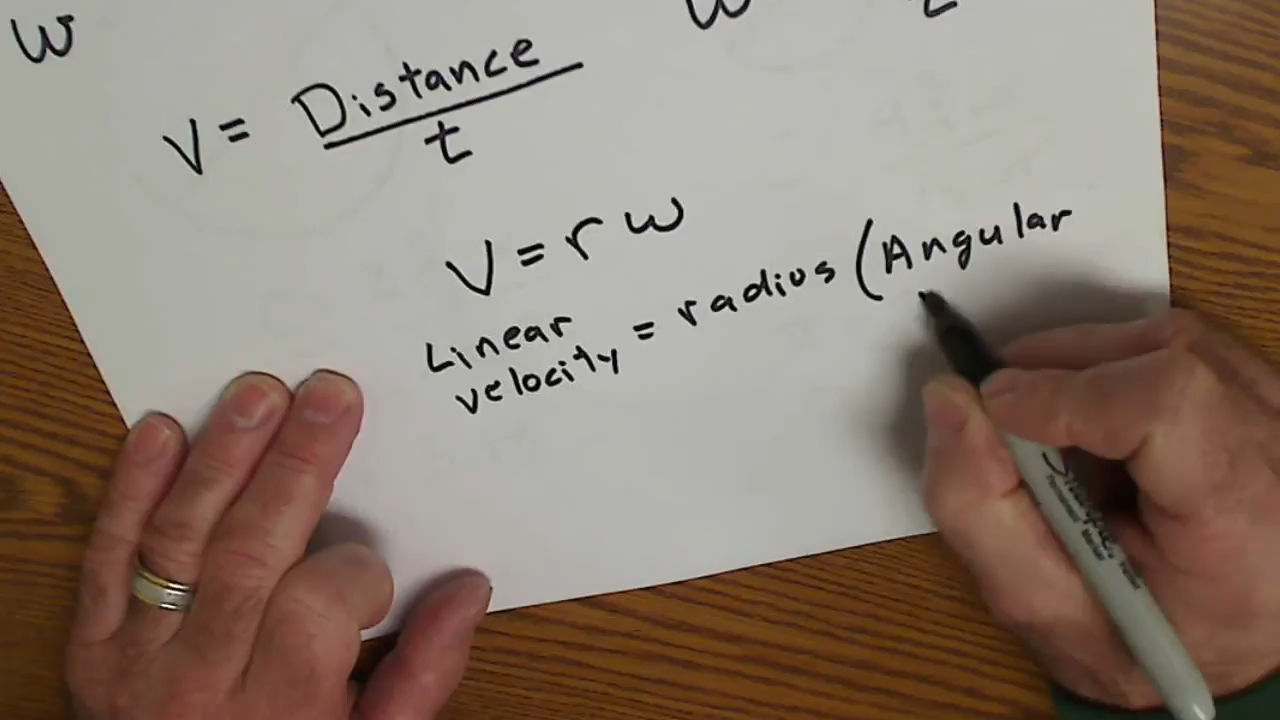 w
V = Distance
t
V = r w
Linear velocity = radius (Angular